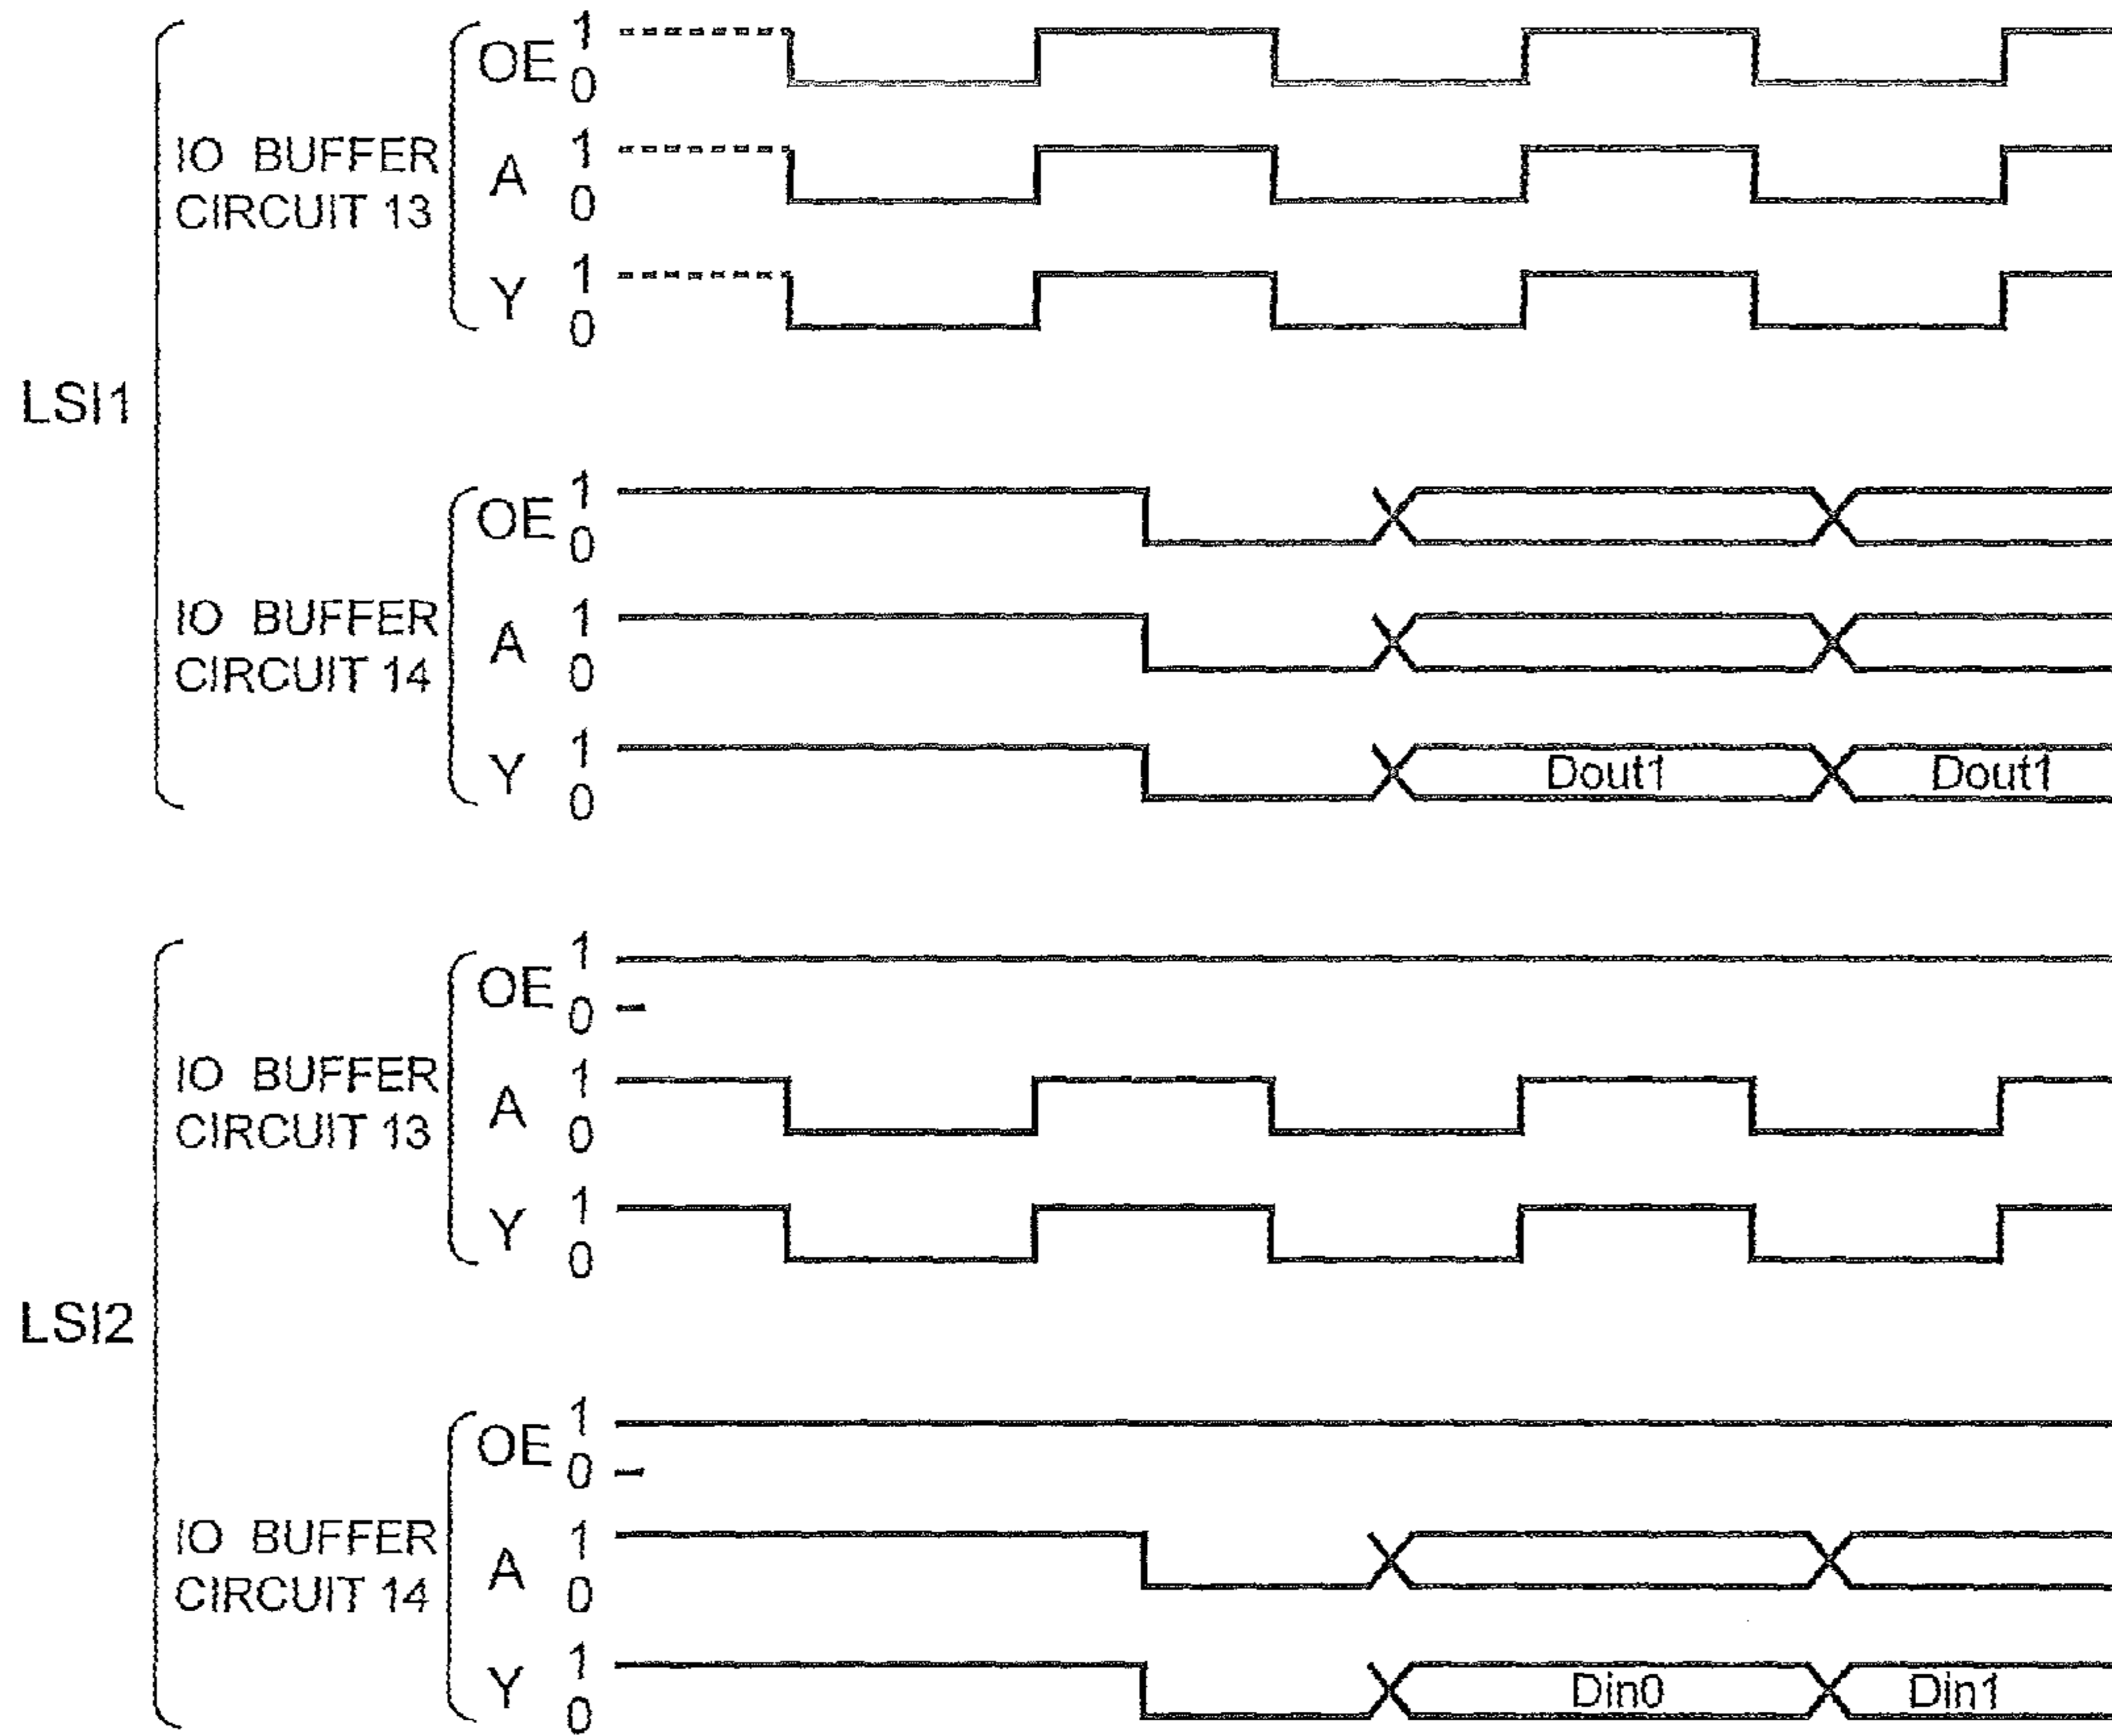 LSI1
IO BUFFER
CIRCUIT 13
OE 1
0
A 1
0
Y 1
0
IO BUFFER
CIRCUIT 14
OE 1
0
A 1
0
Y 1
0
Dout1 Dout1
LSI2
IO BUFFER
CIRCUIT 13
OE 1
0
A 1
0
Y 1
0
IO BUFFER
CIRCUIT 14
OE 1
0
A 1
0
Y 1
0
Din0 Din1